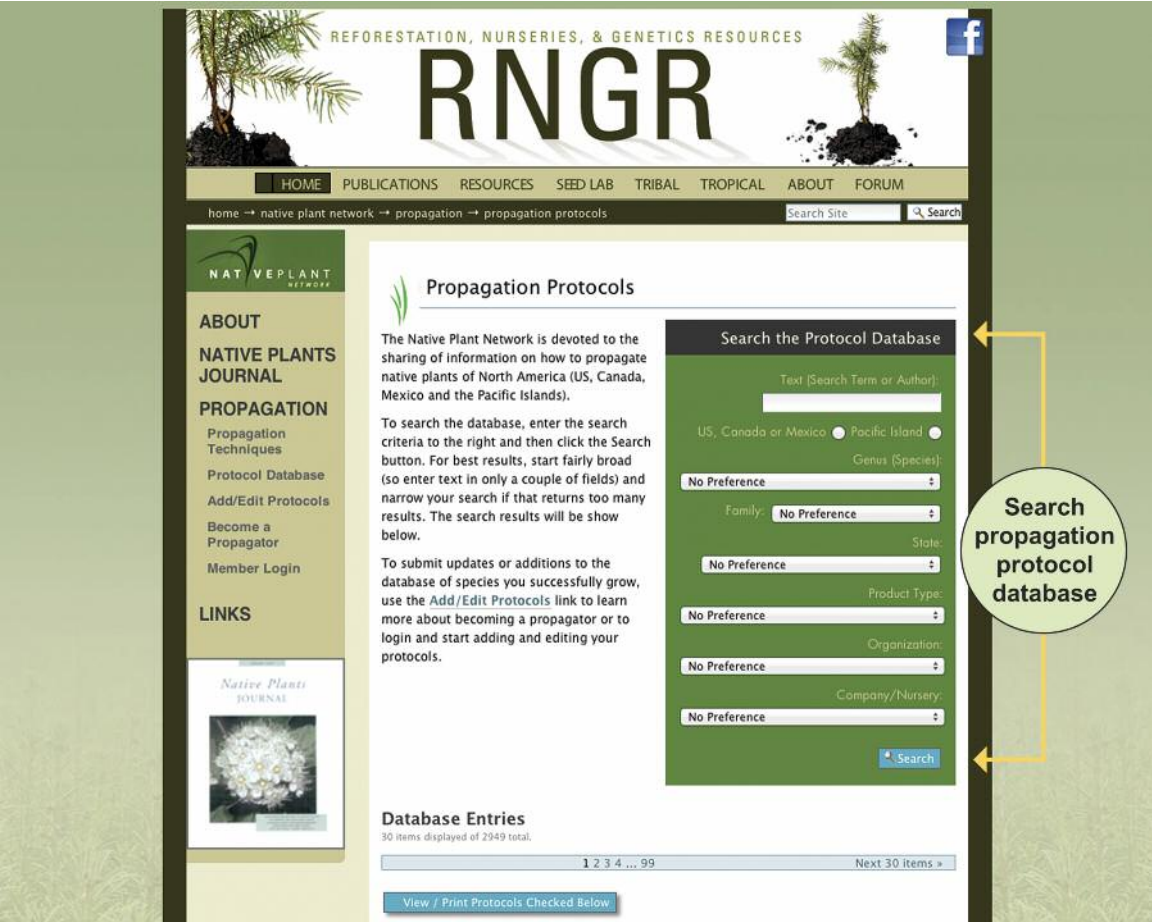 REFORESTATION, NURSERIES, & GENETICS RESOURCES
RNGR
f
HOME PUBLICATIONS RESOURCES SEED LAB TRIBAL TROPICAL ABOUT FORUM
home → native plant network → propagation → propagation protocols
Search Site
Search
NATIVEPLANT
NETWORK
ABOUT
NATIVE PLANTS
JOURNAL
PROPAGATION
Propagation
Techniques
Protocol Database
Add/Edit Protocols
Become a
Propagator
Member Login
LINKS
Native Plants
JOURNAL
Propagation Protocols
The Native Plant Network is devoted to the
sharing of information on how to propagate
native plants of North America (US, Canada,
Mexico and the Pacific Islands).
To search the database, enter the search
criteria to the right and then click the Search
button. For best results, start fairly broad
(so enter text in only a couple of fields) and
narrow your search if that returns too many
results. The search results will be show
below.
To submit updates or additions to the
database of species you successfully grow,
use the Add/Edit Protocols link to learn
more about becoming a propagator or to
login and start adding and editing your
protocols.
Search the Protocol Database
Text (Search Term or Author):
US, Canada or Mexico Pacific Island
Genus (Species):
No Preference
Family: No Preference
State:
No Preference
Product Type:
No Preference
Organization:
No Preference
Company/Nursery:
No Preference
Search
Search
propagation
protocol
database
Database Entries
30 items displayed of 2949 total.
1 2 3 4 ... 99 Next 30 items »
View / Print Protocols Checked Below